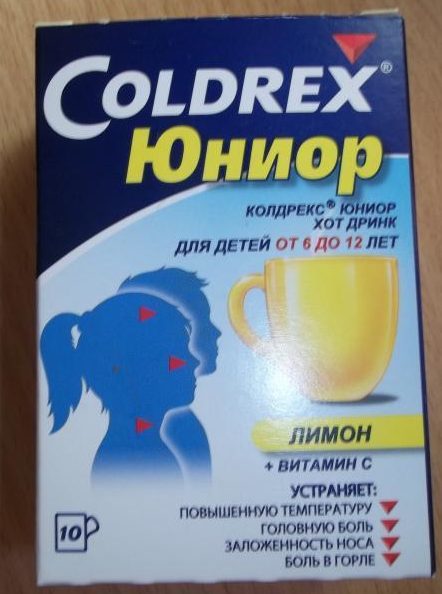 COLDREX®
Юниор
КОЛДРЕКС® ЮНИОР
ХОТ ДРИНК
ДЛЯ ДЕТЕЙ ОТ 6 ДО 12 ЛЕТ
ЛИМОН
+ ВИТАМИН С
УСТРАНЯЕТ:
ПОВЫШЕННУЮ ТЕМПЕРАТУРУ
ГОЛОВНУЮ БОЛЬ
ЗАЛОЖЕННОСТЬ НОСА
БОЛЬ В ГОРЛЕ
10